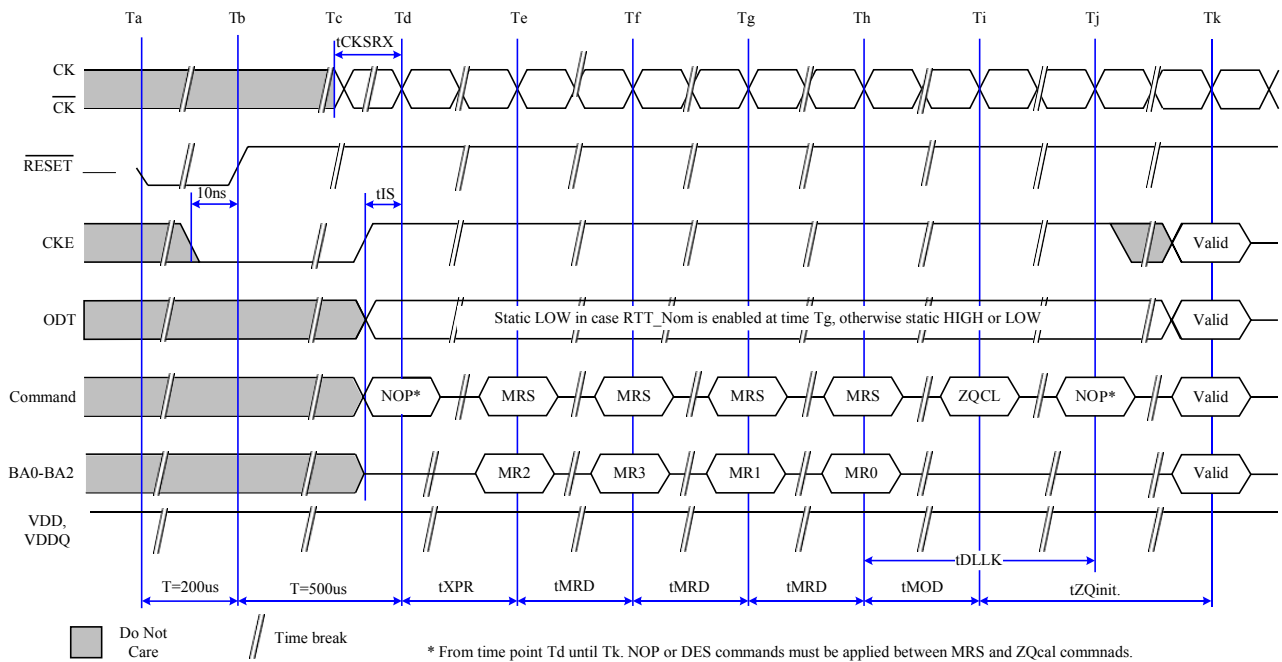 Ta Tb Tc Td Te Tf Tg Th Ti Tj Tk
tCKSRX
CK
CK
RESET
10ns
tIS
CKE
Valid
ODT
Static LOW in case RTT_Nom is enabled at time Tg, otherwise static HIGH or LOW
Valid
Command
NOP*
MRS
MRS
MRS
MRS
ZQCL
NOP*
Valid
BA0-BA2
MR2
MR3
MR1
MR0
Valid
VDD,
VDDQ
tDLLK
T=200us
T=500us
tXPR
tMRD
tMRD
tMRD
tMOD
tZQinit.
Do Not
Care
Time break
* From time point Td until Tk. NOP or DES commands must be applied between MRS and ZQcal commnads.